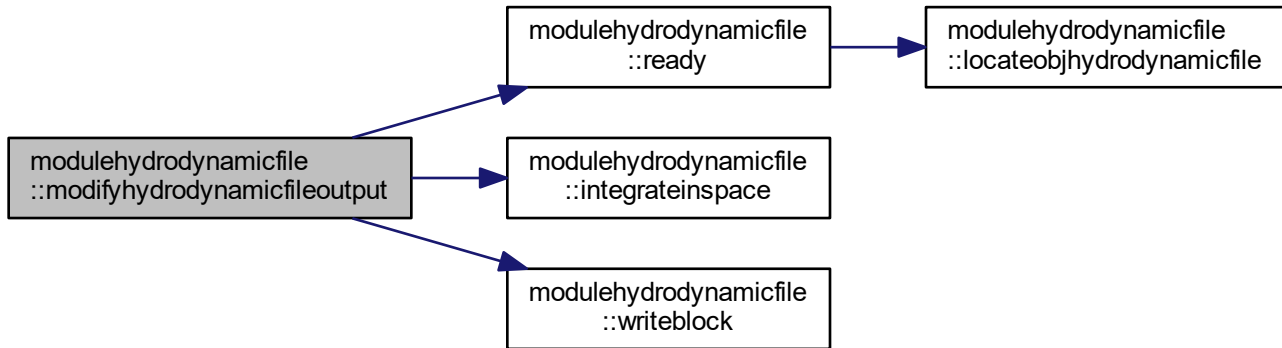 modulehydrodynamicfile
::modifyhydrodynamicfileoutput
modulehydrodynamicfile
::ready
modulehydrodynamicfile
::locateobjhydrodynamicfile
modulehydrodynamicfile
::integrateinspace
modulehydrodynamicfile
::writeblock